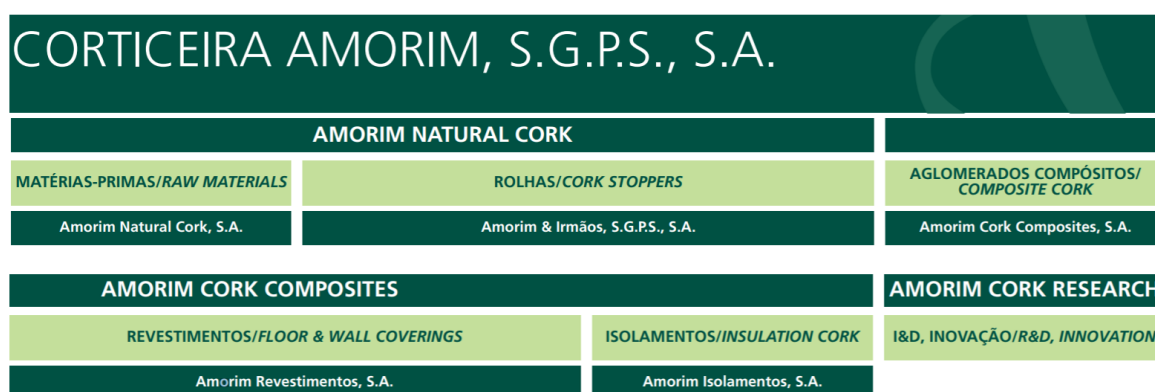 CORTICEIRA AMORIM, S.G.P.S., S.A.
AMORIM NATURAL CORK
MATÉRIAS-PRIMAS/RAW MATERIALS
ROLHAS/CORK STOPPERS
AGLOMERADOS COMPÓSITOS/
COMPOSITE CORK
Amorim Natural Cork, S.A.
Amorim & Irmãos, S.G.P.S., S.A.
Amorim Cork Composites, S.A.
AMORIM CORK COMPOSITES
AMORIM CORK RESEARCH
REVESTIMENTOS/FLOOR & WALL COVERINGS
ISOLAMENTOS/INSULATION CORK
I&D, INOVAÇÃO/R&D, INNOVATION
Amorim Revestimentos, S.A.
Amorim Isolamentos, S.A.